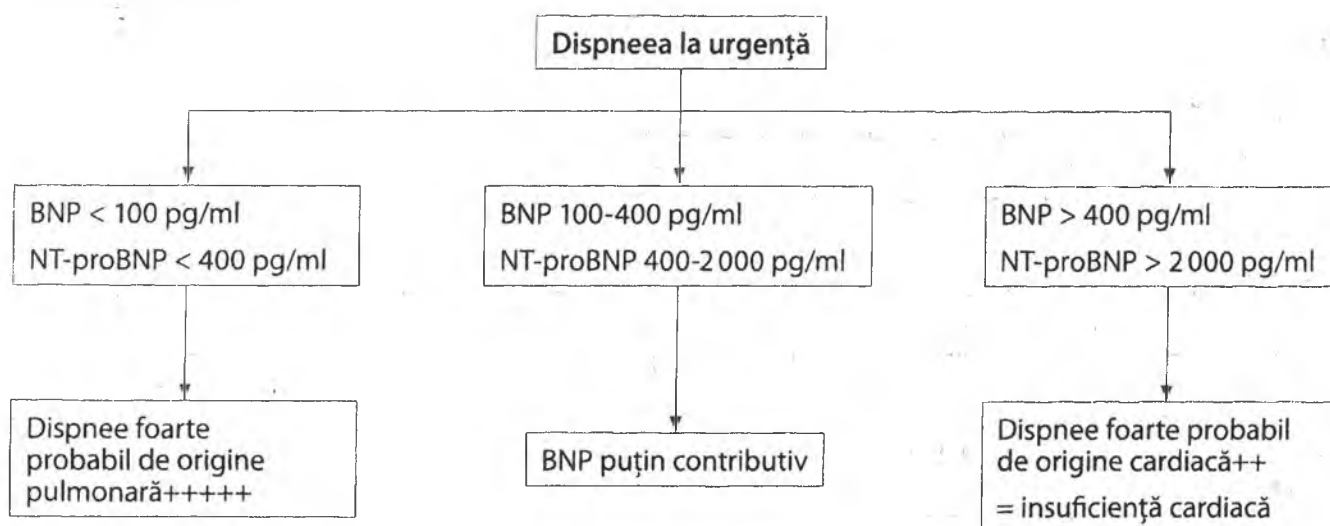 Dispneea la urgență
BNP < 100 pg/ml
NT-proBNP < 400 pg/ml
BNP 100-400 pg/ml
NT-proBNP 400-2 000 pg/ml
BNP > 400 pg/ml
NT-proBNP > 2 000 pg/ml
Dispnee foarte
probabil de origine
pulmonară+++++
BNP puțin contributiv
Dispnee foarte probabil
de origine cardiacă++
= insuficiență cardiacă